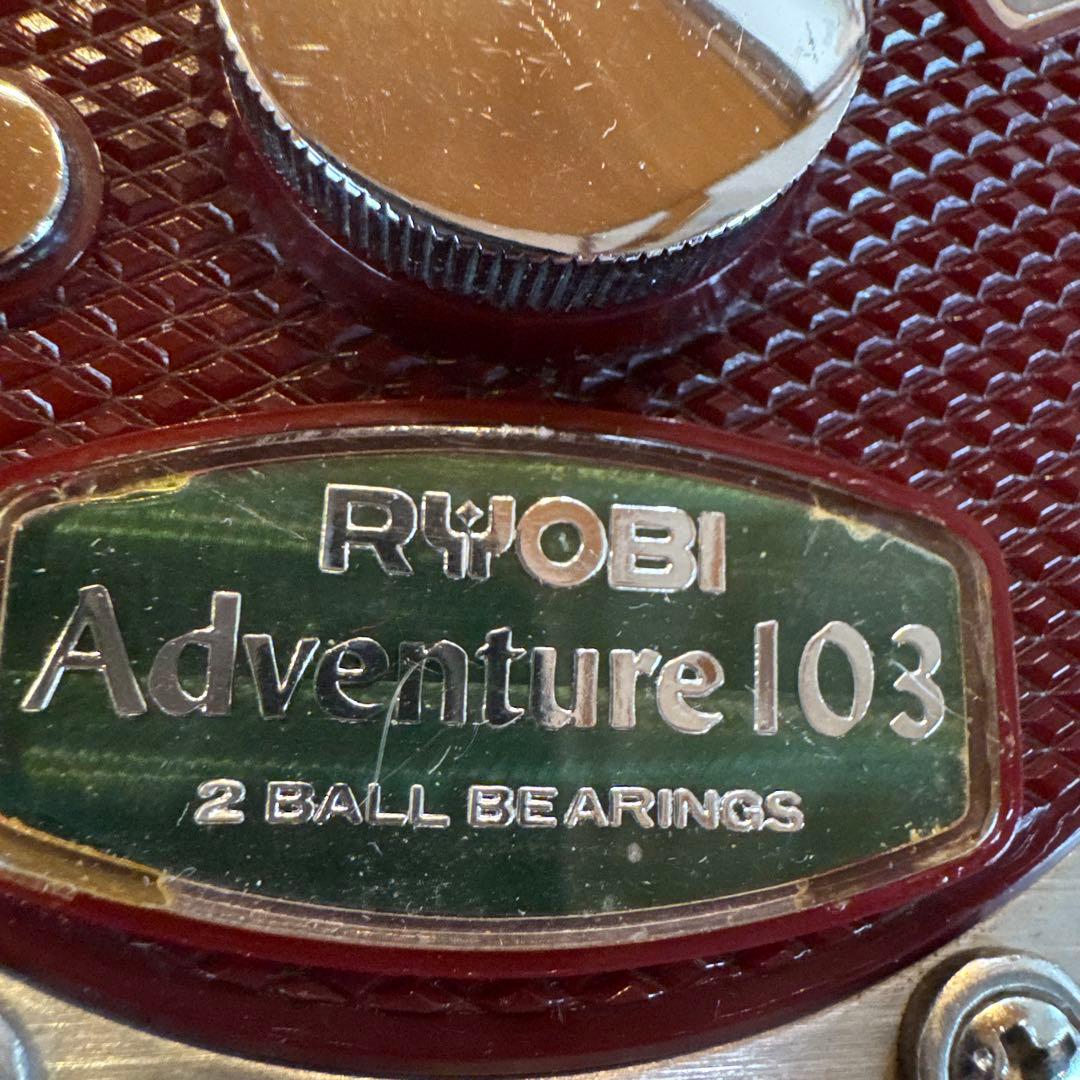 RYOBI
Adventure 103
2 BALL BEARINGS